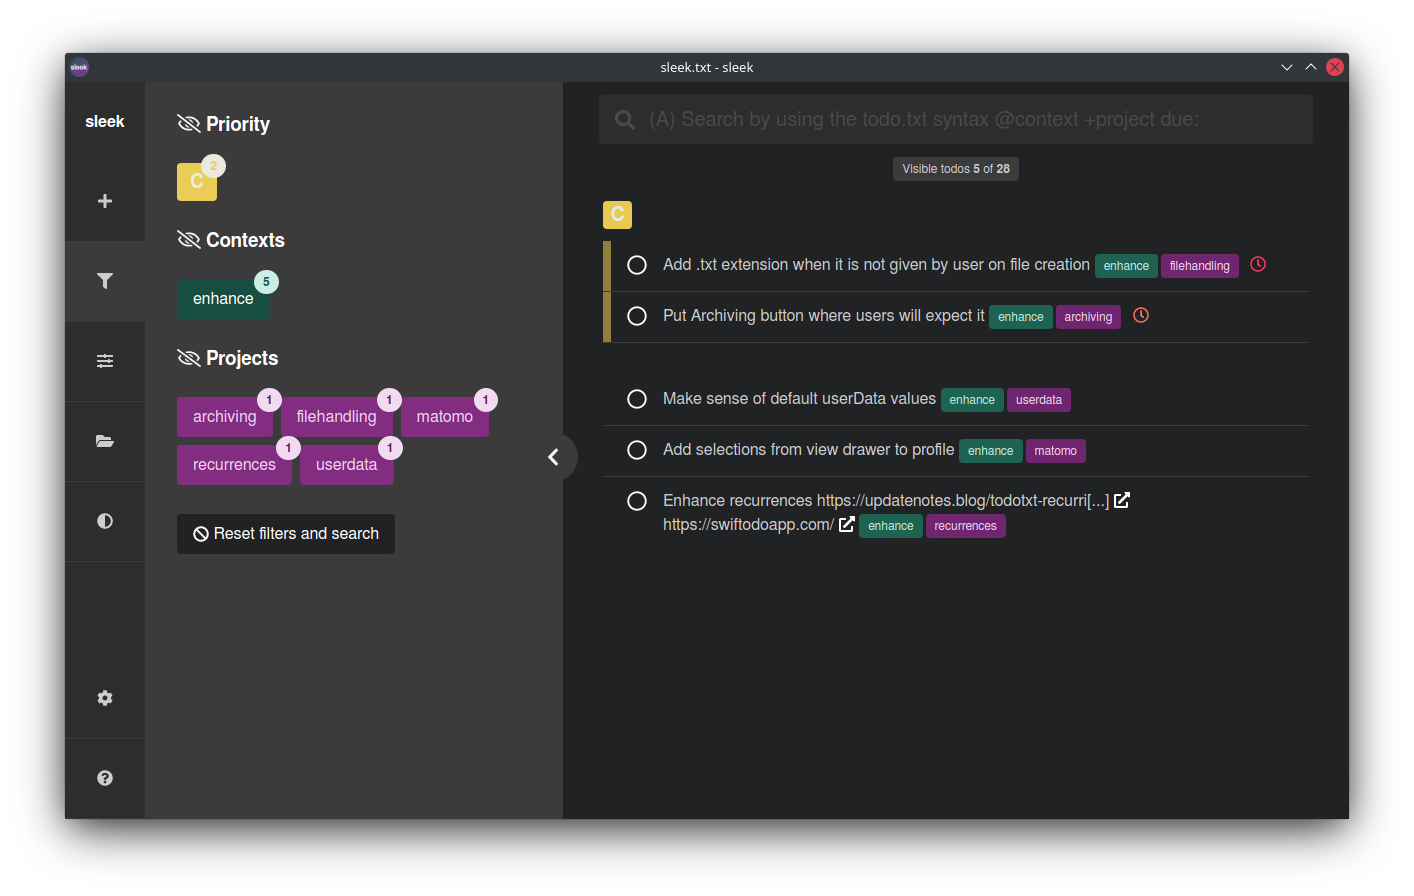 sleek
sleek.txt - sleek
sleek
Priority
C 2
Contexts
enhance 5
Projects
archiving 1 filehandling 1 matomo 1
recurrences 1 userdata 1
Reset filters and search
(A) Search by using the todo.txt syntax @context +project due:
Visible todos 5 of 28
C
Add .txt extension when it is not given by user on file creation enhance filehandling
Put Archiving button where users will expect it enhance archiving
Make sense of default userData values enhance userdata
Add selections from view drawer to profile enhance matomo
Enhance recurrences https://updatenotes.blog/todotxt-recurri[...]
https://swiftodoapp.com/ enhance recurrences